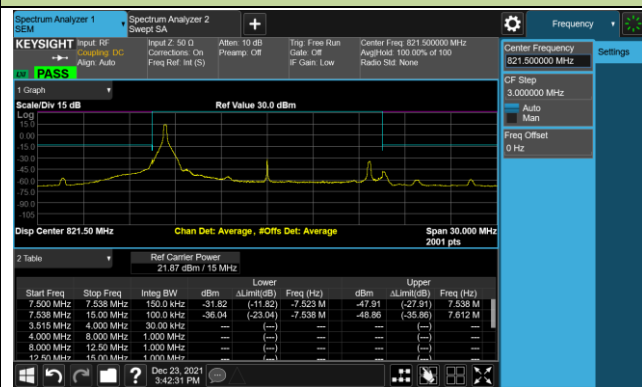 Spectrum Analyzer 1
SEM
Spectrum Analyzer 2
Swept SA
+
Frequency
KEYSIGHT
Input: RF
Coupling: DC
Align: Auto
Input Z: 50 Ω
Corrections: On
Freq Ref: Int (S)
Atten: 10 dB
Preamp: Off
Trig: Free Run
Gate: Off
IF Gain: Low
Center Freq: 821.500000 MHz
Avg|Hold: 100.00% of 100
Radio Std: None
PASS
Center Frequency
821.500000 MHz
Settings
CF Step
3.000000 MHz
Auto
Man
Freq Offset
0 Hz
1 Graph
Scale/Div 15 dB
Ref Value 30.0 dBm
Log
15.0
0.00
-15.0
-30.0
-45.0
-60.0
-75.0
-90.0
-105
Disp Center 821.50 MHz
Chan Det: Average , #Offs Det: Average
Span 30.000 MHz
2001 pts
2 Table
Ref Carrier Power
21.87 dBm / 15 MHz
Lower Upper
Start Freq Stop Freq Integ BW dBm ΔLimit(dB) Freq (Hz) dBm ΔLimit(dB) Freq (Hz)
7.500 MHz 7.538 MHz 150.0 kHz -31.82 (-11.82) -7.523 M -47.91 (-27.91) 7.538 M
7.538 MHz 15.00 MHz 100.0 kHz -36.04 (-23.04) -7.538 M -48.86 (-35.86) 7.612 M
3.515 MHz 4.000 MHz 30.00 kHz --- (---) --- --- (---) ---
4.000 MHz 8.000 MHz 1.000 MHz --- (---) --- --- (---) ---
8.000 MHz 12.50 MHz 1.000 MHz --- (---) --- --- (---) ---
12.50 MHz 15.00 MHz 1.000 MHz --- (---) --- --- (---) ---
?
Dec 23, 2021
3:42:31 PM